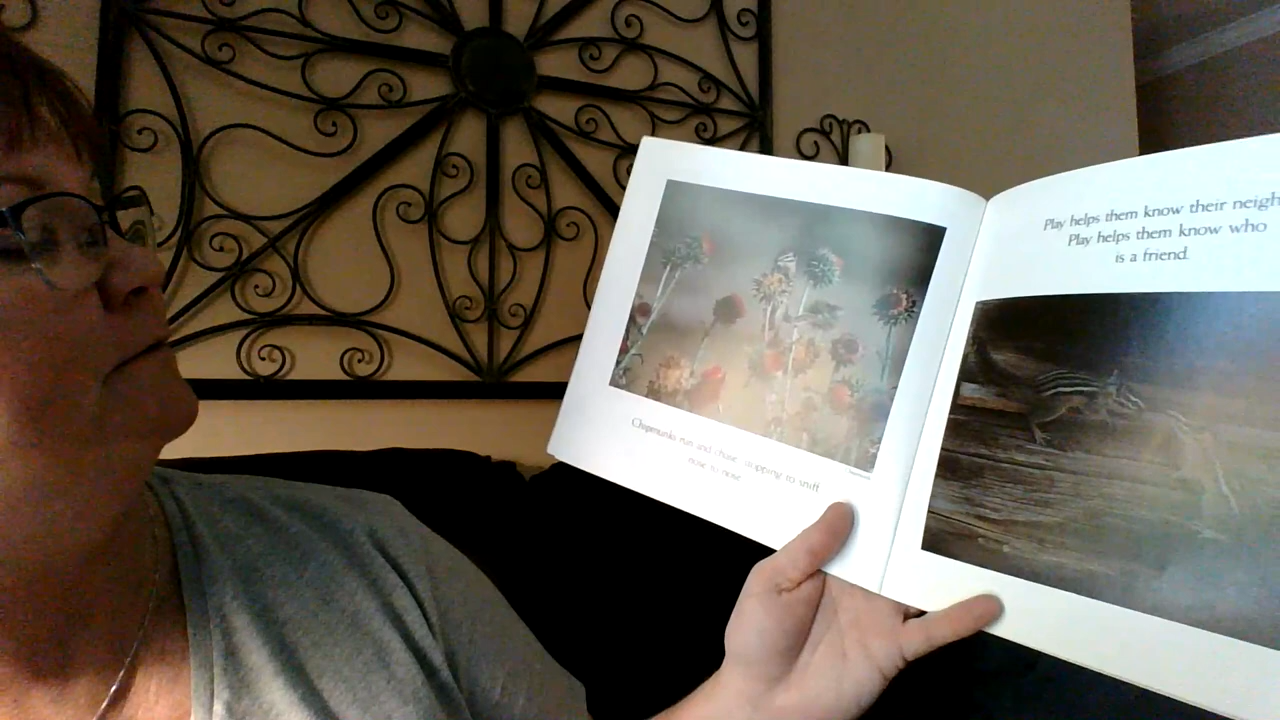 Chipmunks run and chase, stopping to sniff
nose to nose.
Play helps them know their neigh
Play helps them know who
is a friend.